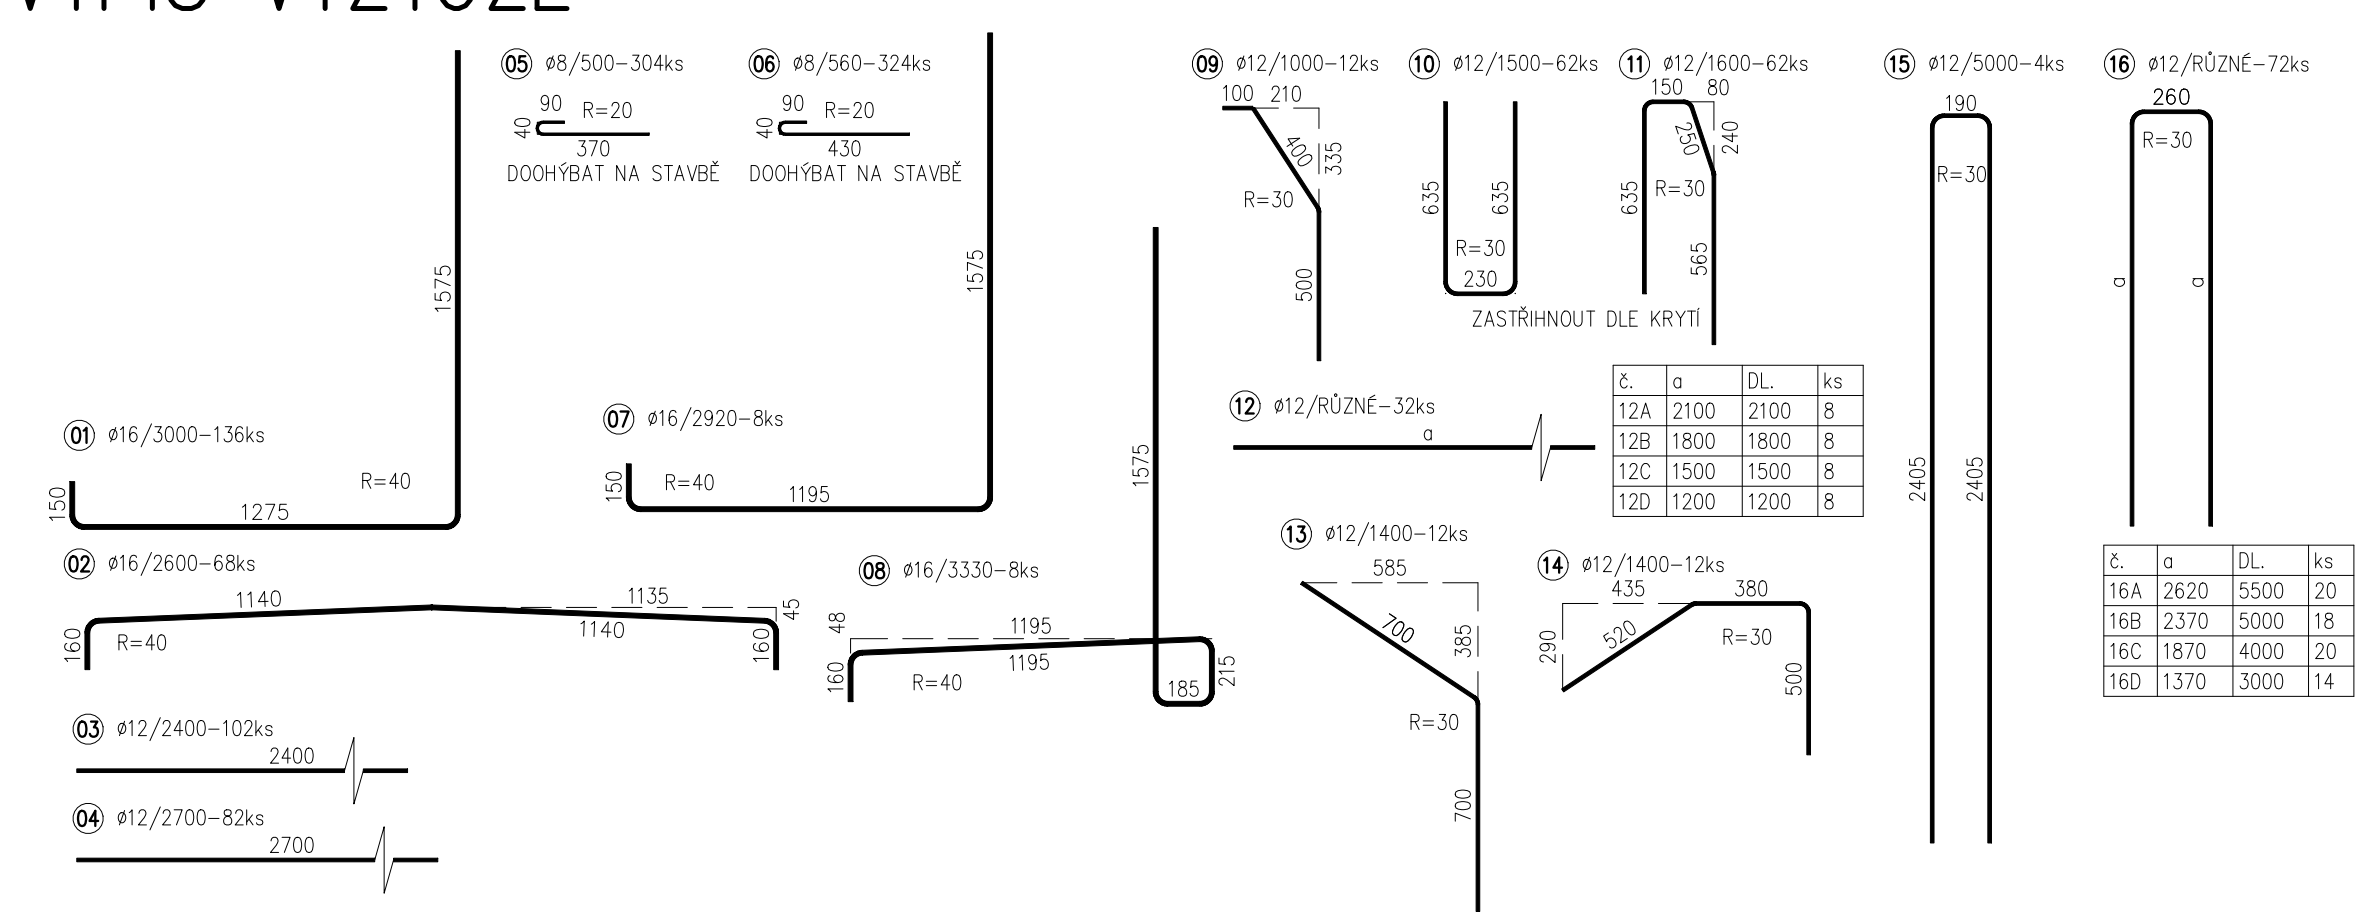 VÝPIS VÝZTUŽE
05 ø8/500-304ks
90 R=20
40
370
DOOHÝBAT NA STAVBĚ
06 ø8/560-324ks
90 R=20
40
430
DOOHÝBAT NA STAVBĚ
09 ø12/1000-12ks
100 210
400
335
R=30
500
10 ø12/1500-62ks
635
635
R=30
230
11 ø12/1600-62ks
150 80
250
240
635
R=30
565
ZASTŘIHNOUT DLE KRYTÍ
15 ø12/5000-4ks
190
R=30
2405
2405
16 ø12/RŮZNÉ-72ks
260
R=30
a
a
č. a DL. ks
16A 2620 5500 20
16B 2370 5000 18
16C 1870 4000 20
16D 1370 3000 14
01 ø16/3000-136ks
1575
R=40
150
1275
07 ø16/2920-8ks
1575
150
R=40
1195
12 ø12/RŮZNÉ-32ks
a
č. a DL. ks
12A 2100 2100 8
12B 1800 1800 8
12C 1500 1500 8
12D 1200 1200 8
02 ø16/2600-68ks
1140
1135
45
160
R=40
1140
160
08 ø16/3330-8ks
1575
48
1195
1195
160
R=40
185
215
13 ø12/1400-12ks
585
700
385
R=30
700
14 ø12/1400-12ks
435 380
290
520
R=30
500
03 ø12/2400-102ks
2400
04 ø12/2700-82ks
2700